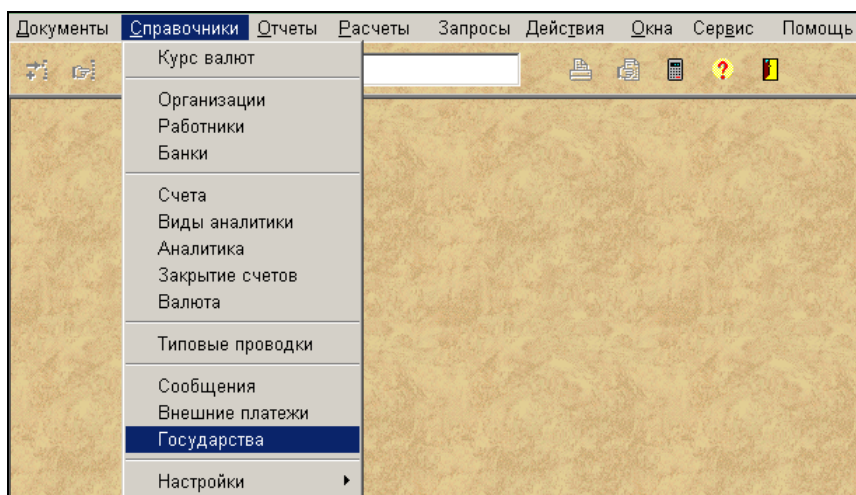 Документы Справочники Отчеты Расчеты Запросы Действия Окна Сервис Помощь
Курс валют
?
Организации
Работники
Банки
Счета
Виды аналитики
Аналитика
Закрытие счетов
Валюта
Типовые проводки
Сообщения
Внешние платежи
Государства
Настройки